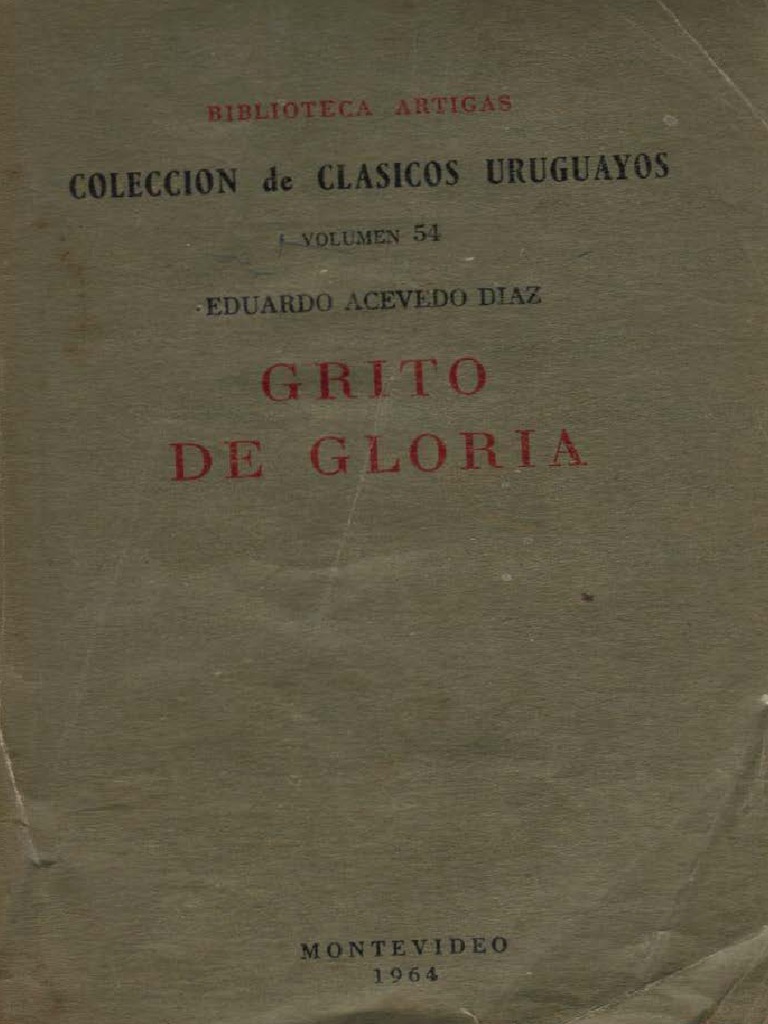 BIBLIOTECA ARTIGAS
COLECCION de CLASICOS URUGUAYOS
VOLUMEN 54
EDUARDO ACEVEDO DIAZ
GRITO
DE GLORIA
MONTEVIDEO
1964